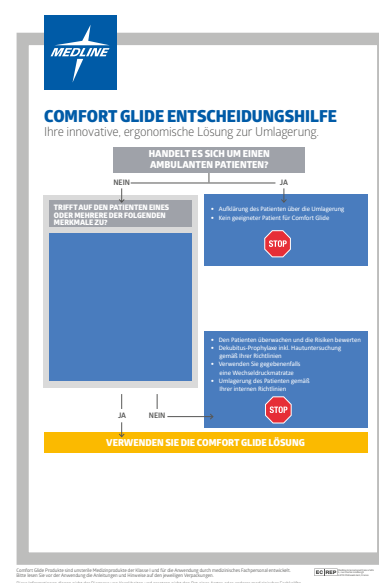 MEDLINE
COMFORT GLIDE ENTSCHEIDUNGSHILFE
Ihre innovative, ergonomische Lösung zur Umlagerung.
HANDELT ES SICH UM EINEN
AMBULANTEN PATIENTEN?
NEIN
JA
TRIFFT AUF DEN PATIENTEN EINES
ODER MEHRERE DER FOLGENDEN
MERKMALE ZU?
• Aufklärung des Patienten über die Umlagerung
• Kein geeigneter Patient für Comfort Glide
STOP
• Den Patienten überwachen und die Risiken bewerten
• Dekubitus-Prophylaxe inkl. Hautuntersuchung
gemäß Ihrer Richtlinien
• Verwenden Sie gegebenenfalls
eine Wechseldruckmatratze
• Umlagerung des Patienten gemäß
Ihrer internen Richtlinien
STOP
JA
NEIN
VERWENDEN SIE DIE COMFORT GLIDE LÖSUNG
Comfort Glide Produkte sind unsterile Medizinprodukte der Klasse I und für die Anwendung durch medizinisches Fachpersonal entwickelt.
Bitte lesen Sie vor der Anwendung die Anleitungen und Hinweise auf den jeweiligen Verpackungen.
EC REP